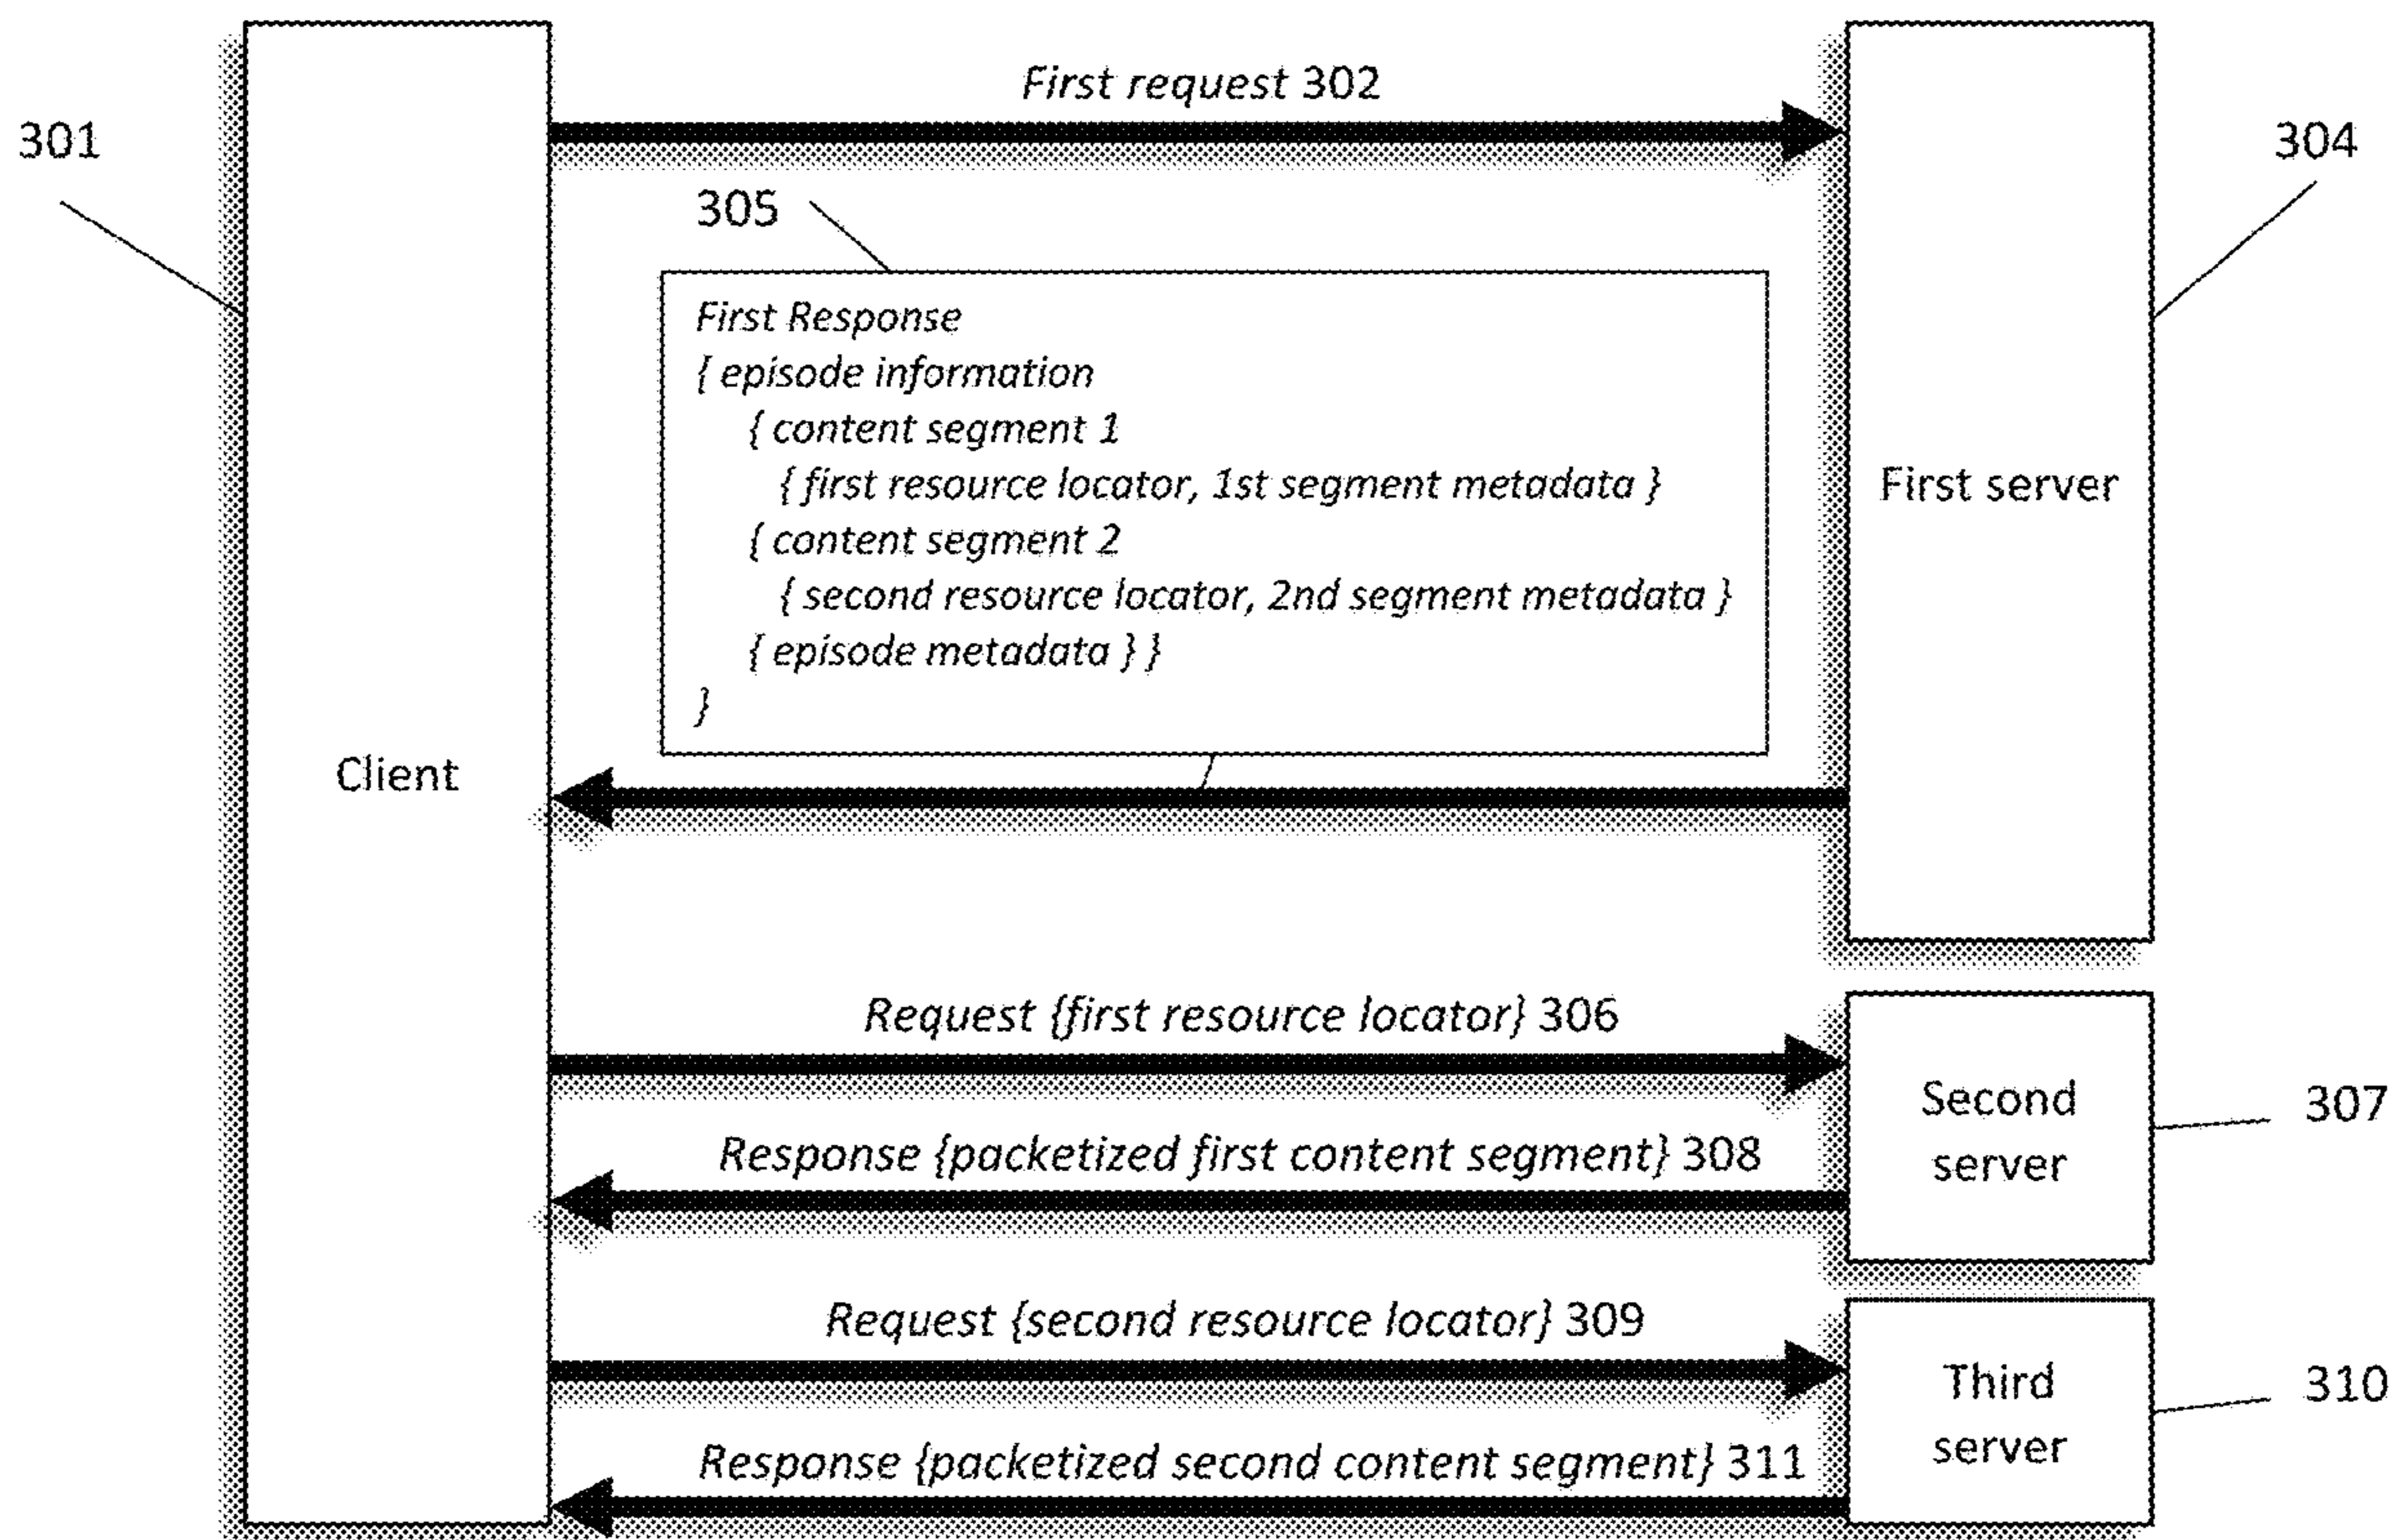 First request 302
301
304
305
First Response
{ episode information
{ content segment 1
{ first resource locator, 1st segment metadata }
First server
{ content segment 2
{ second resource locator, 2nd segment metadata }
{ episode metadata } }
}
Client
Request {first resource locator} 306
Second
server
307
Response {packetized first content segment} 308
Request {second resource locator} 309
Third
server
310
Response {packetized second content segment} 311